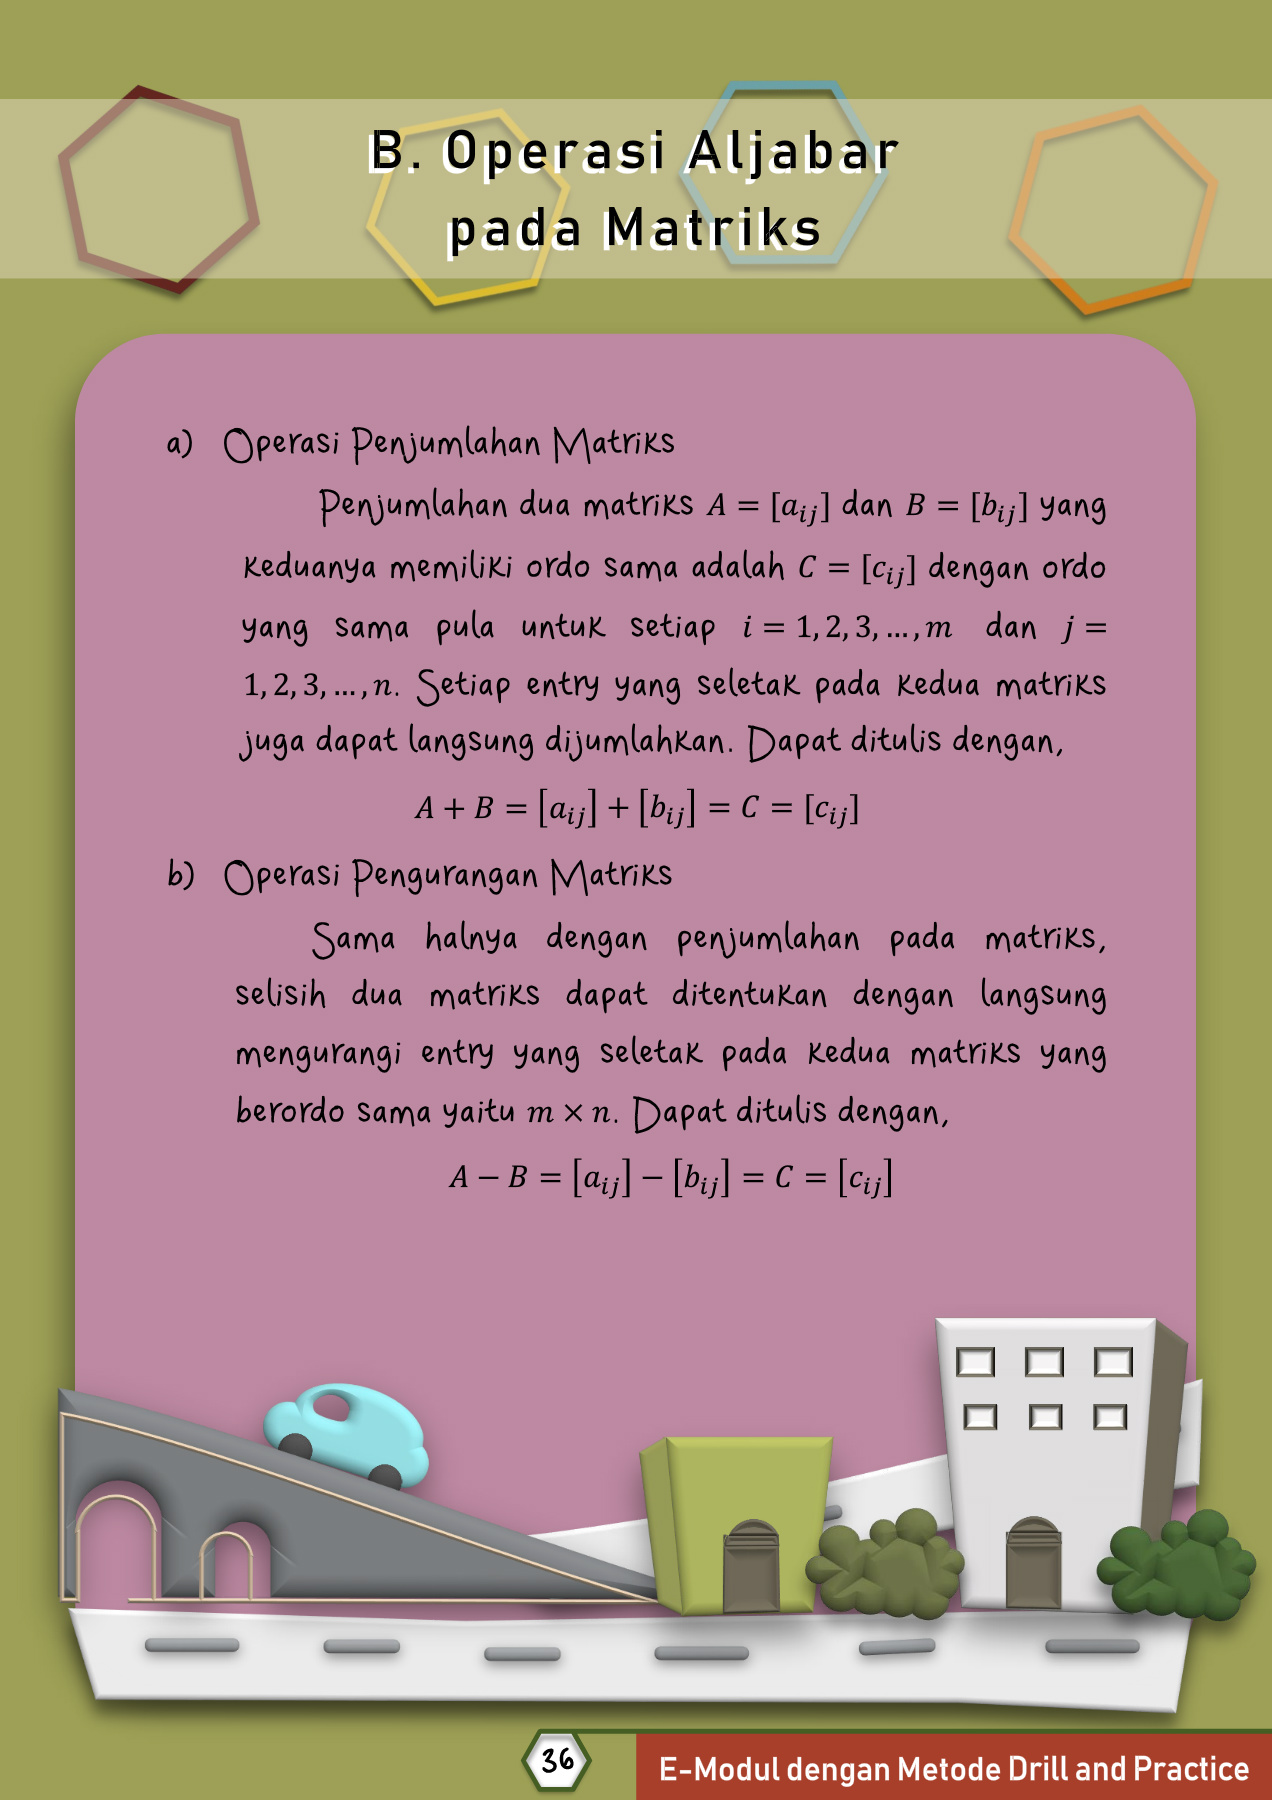 B. Operasi Aljabar
pada Matriks
a) Operasi Penjumlahan Matriks
Penjumlahan dua matriks A = [a_{ij}] dan B = [b_{ij}] yang
keduanya memiliki ordo sama adalah C = [c_{ij}] dengan ordo
yang sama pula untuk setiap i = 1, 2, 3, … , m dan j =
1, 2, 3, … , n. Setiap entry yang seletak pada kedua matriks
juga dapat langsung dijumlahkan. Dapat ditulis dengan,
A + B = [a_{ij}] + [b_{ij}] = C = [c_{ij}]
b) Operasi Pengurangan Matriks
Sama halnya dengan penjumlahan pada matriks,
selisih dua matriks dapat ditentukan dengan langsung
mengurangi entry yang seletak pada kedua matriks yang
berordo sama yaitu m × n. Dapat ditulis dengan,
A − B = [a_{ij}] − [b_{ij}] = C = [c_{ij}]
36
E-Modul dengan Metode Drill and Practice